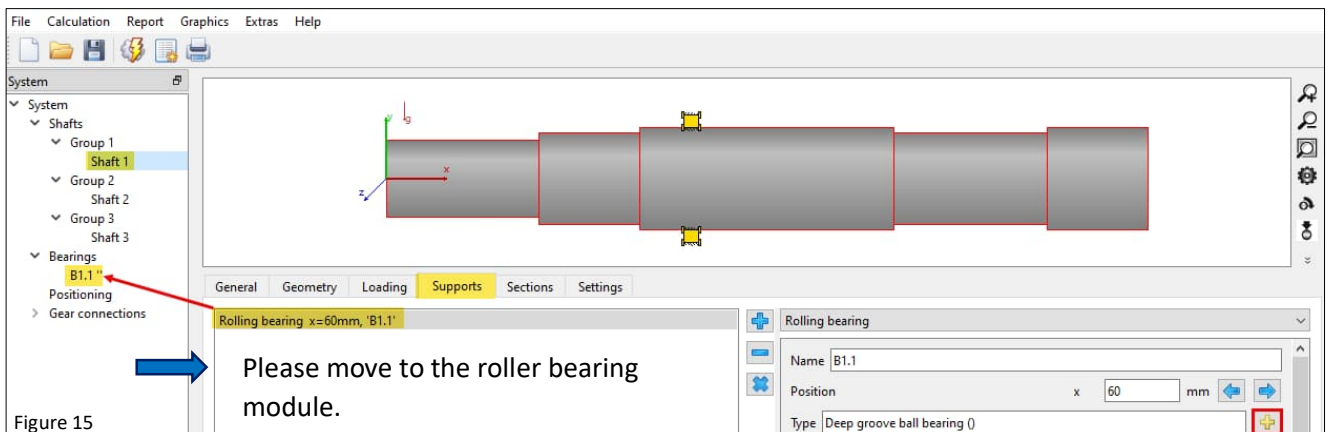 File Calculation Report Graphics Extras Help
System
System
Shafts
Group 1
Shaft 1
Group 2
Shaft 2
Group 3
Shaft 3
Bearings
B1.1 ''
Positioning
Gear connections
y g
x
z
General Geometry Loading Supports Sections Settings
Rolling bearing x=60mm, 'B1.1'
Please move to the roller bearing
module.
Rolling bearing
Name B1.1
Position x 60 mm
Type Deep groove ball bearing ()
Figure 15